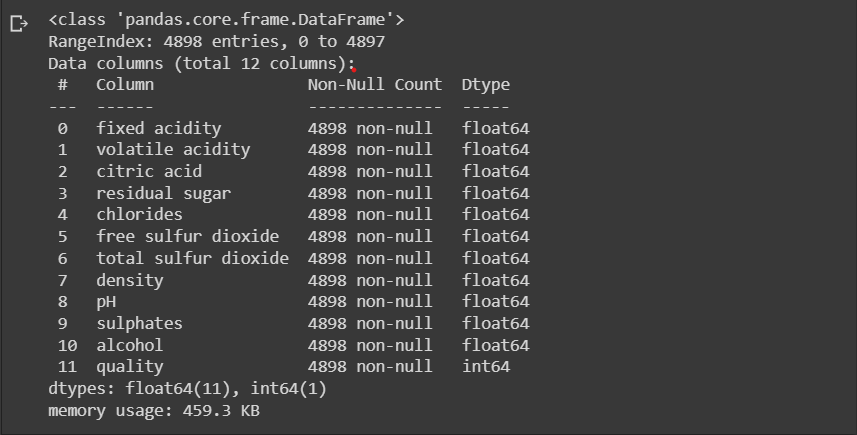 <class 'pandas.core.frame.DataFrame'>
RangeIndex: 4898 entries, 0 to 4897
Data columns (total 12 columns):
 #   Column                Non-Null Count  Dtype
---  ------                --------------  -----
 0   fixed acidity         4898 non-null   float64
 1   volatile acidity      4898 non-null   float64
 2   citric acid           4898 non-null   float64
 3   residual sugar        4898 non-null   float64
 4   chlorides             4898 non-null   float64
 5   free sulfur dioxide   4898 non-null   float64
 6   total sulfur dioxide  4898 non-null   float64
 7   density               4898 non-null   float64
 8   pH                    4898 non-null   float64
 9   sulphates             4898 non-null   float64
 10  alcohol               4898 non-null   float64
 11  quality               4898 non-null   int64
dtypes: float64(11), int64(1)
memory usage: 459.3 KB